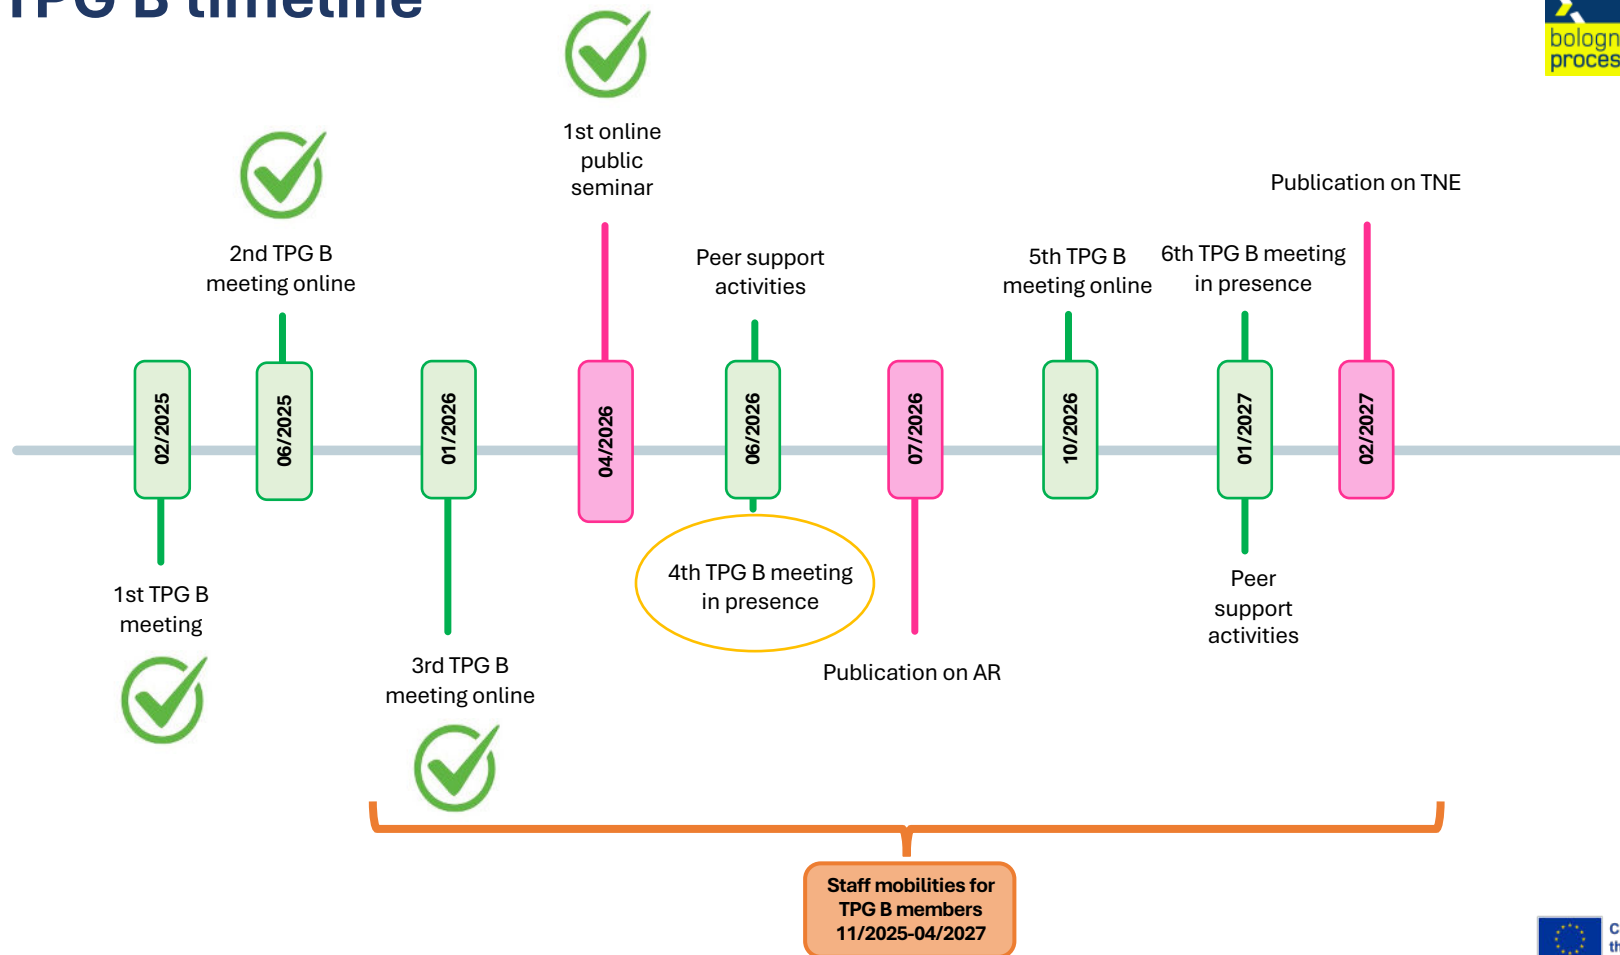 TPG B timeline
1st online
public
seminar
2nd TPG B
meeting online
Peer support
activities
5th TPG B
meeting online
6th TPG B meeting
in presence
Publication on TNE
02/2025
06/2025
01/2026
04/2026
06/2026
07/2026
10/2026
01/2027
02/2027
1st TPG B
meeting
3rd TPG B
meeting online
4th TPG B meeting
in presence
Publication on AR
Peer
support
activities
Staff mobilities for
TPG B members
11/2025-04/2027
bologn
proces
C
th